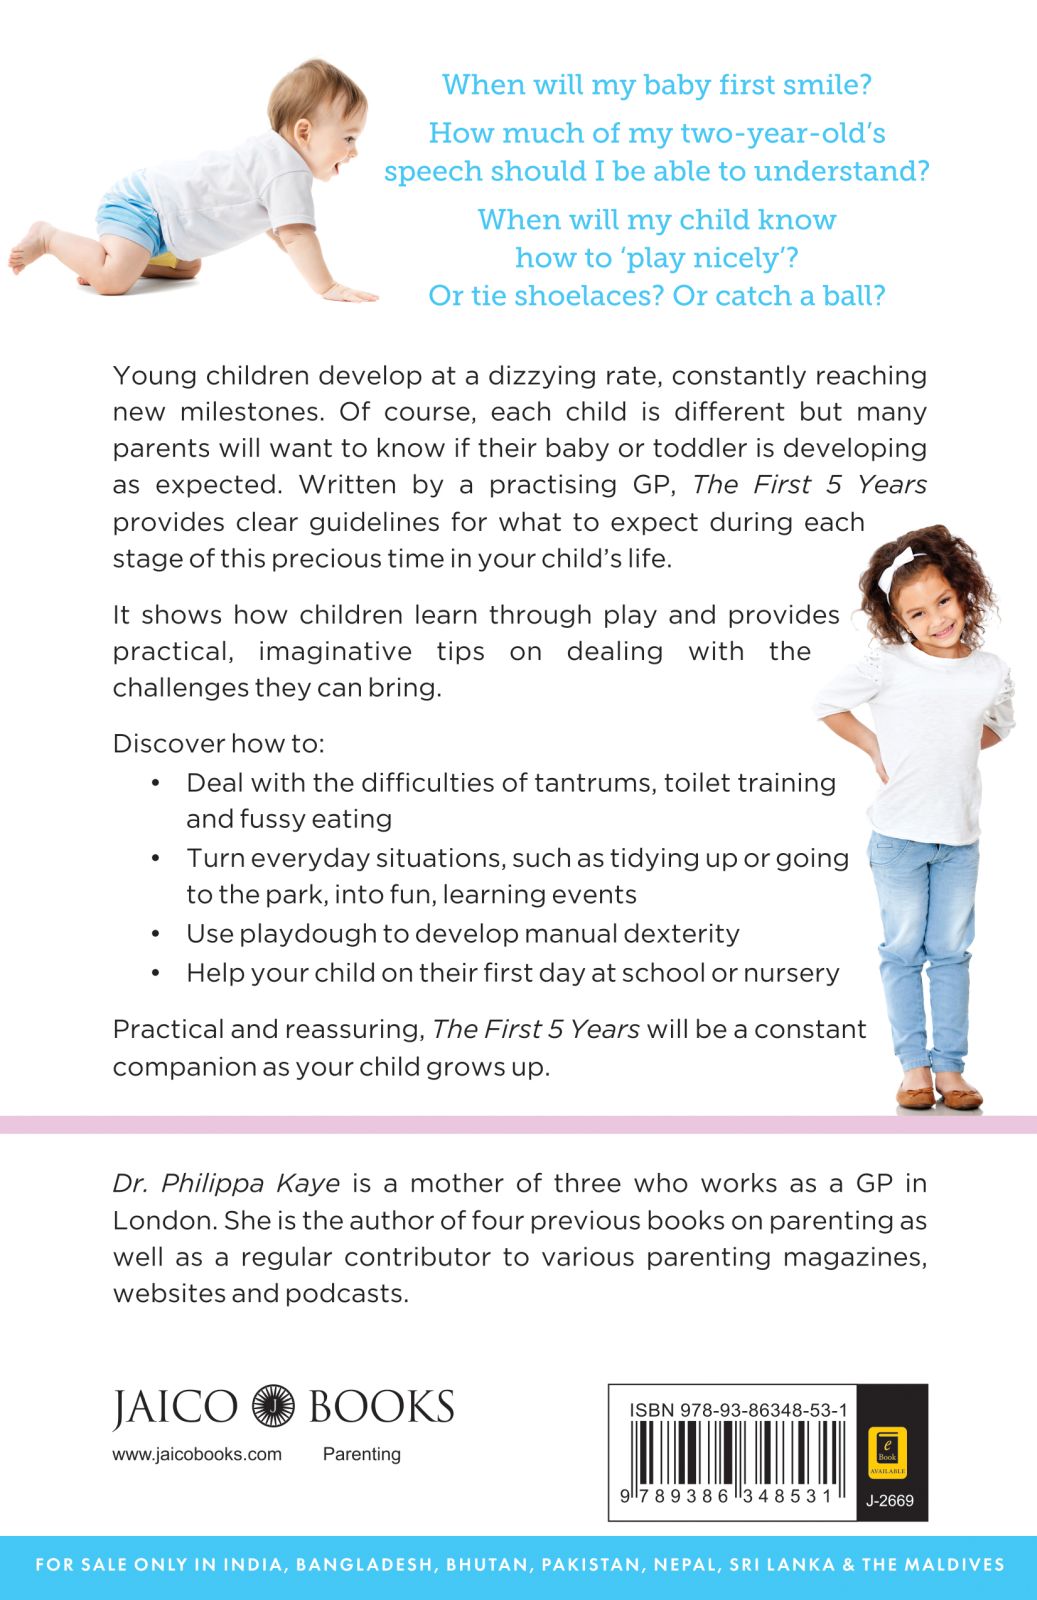 When will my baby first smile?
How much of my two-year-old's
speech should I be able to understand?
When will my child know
how to 'play nicely'?
Or tie shoelaces? Or catch a ball?
Young children develop at a dizzying rate, constantly reaching
new milestones. Of course, each child is different but many
parents will want to know if their baby or toddler is developing
as expected. Written by a practising GP, The First 5 Years
provides clear guidelines for what to expect during each
stage of this precious time in your child's life.
It shows how children learn through play and provides
practical, imaginative tips on dealing with the
challenges they can bring.
Discover how to:
• Deal with the difficulties of tantrums, toilet training
and fussy eating
• Turn everyday situations, such as tidying up or going
to the park, into fun, learning events
• Use playdough to develop manual dexterity
• Help your child on their first day at school or nursery
Practical and reassuring, The First 5 Years will be a constant
companion as your child grows up.
Dr. Philippa Kaye is a mother of three who works as a GP in
London. She is the author of four previous books on parenting as
well as a regular contributor to various parenting magazines,
websites and podcasts.
JAICO J BOOKS
www.jaicobooks.com Parenting
ISBN 978-93-86348-53-1
9 789386 348531
e
Book
AVAILABLE
J-2669
FOR SALE ONLY IN INDIA, BANGLADESH, BHUTAN, PAKISTAN, NEPAL, SRI LANKA & THE MALDIVES